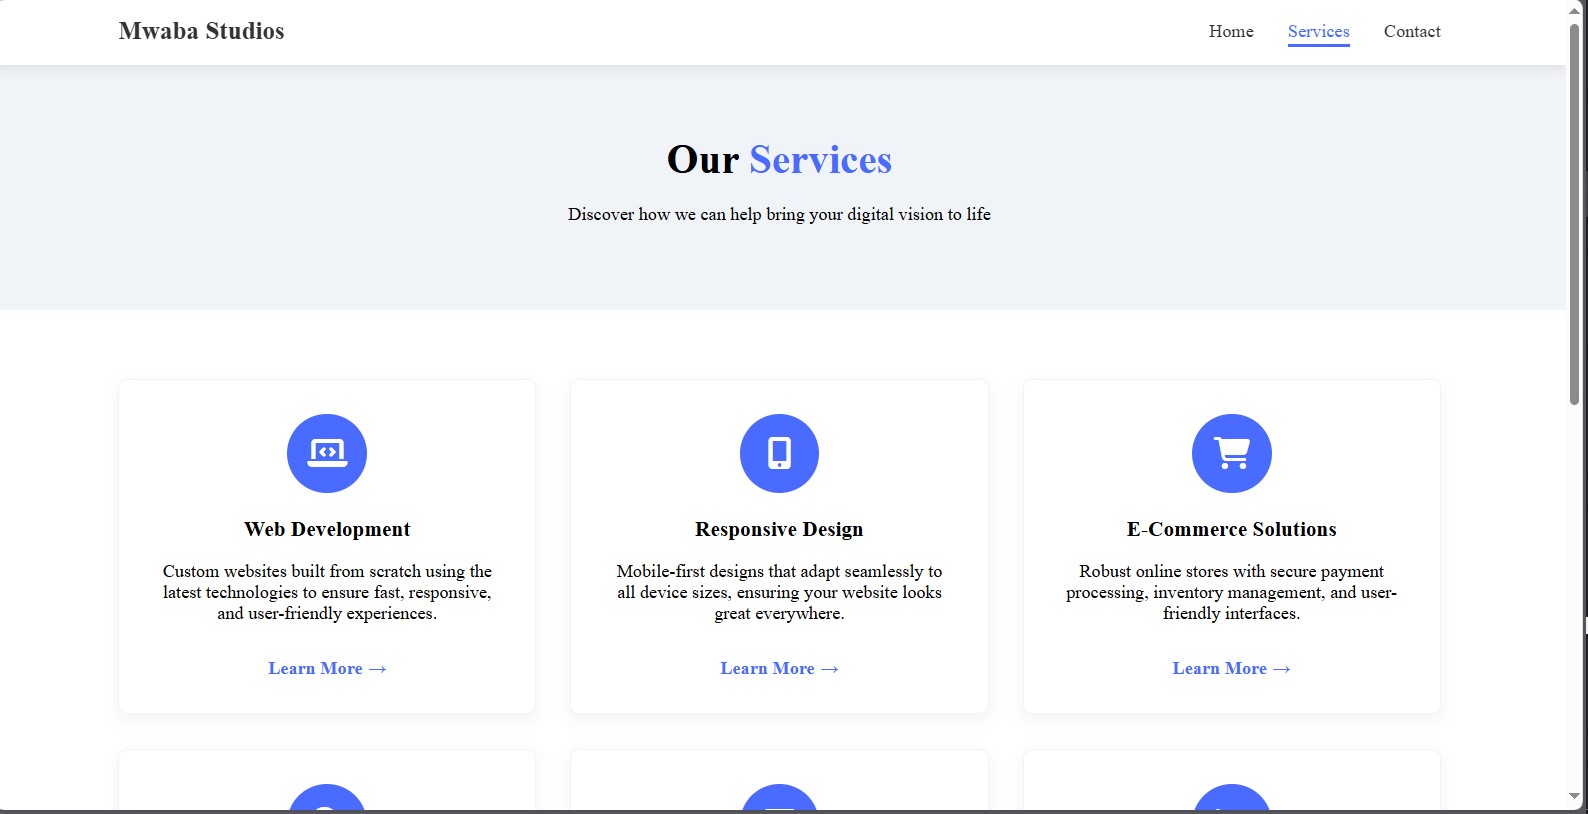 Mwaba Studios
Home Services Contact
Our Services
Discover how we can help bring your digital vision to life
Web Development
Custom websites built from scratch using the
latest technologies to ensure fast, responsive,
and user-friendly experiences.
Learn More →
Responsive Design
Mobile-first designs that adapt seamlessly to
all device sizes, ensuring your website looks
great everywhere.
Learn More →
E-Commerce Solutions
Robust online stores with secure payment
processing, inventory management, and user-
friendly interfaces.
Learn More →